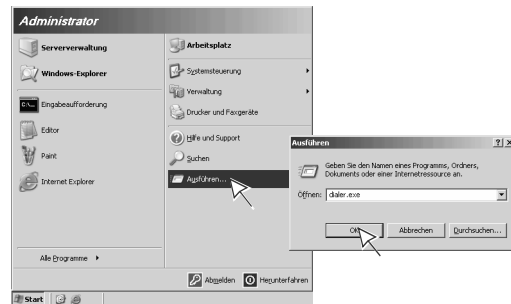 Administrator
Serververwaltung
Windows-Explorer
Eingabeaufforderung
Editor
Paint
Internet Explorer
Alle Programme
Arbeitsplatz
Systemsteuerung
Verwaltung
Drucker und Faxgeräte
Hilfe und Support
Suchen
Ausführen...
Abmelden
Herunterfahren
Start
Ausführen
Geben Sie den Namen eines Programms, Ordners,
Dokuments oder einer Internetressource an.
Öffnen: dialer.exe
OK Abbrechen Durchsuchen...